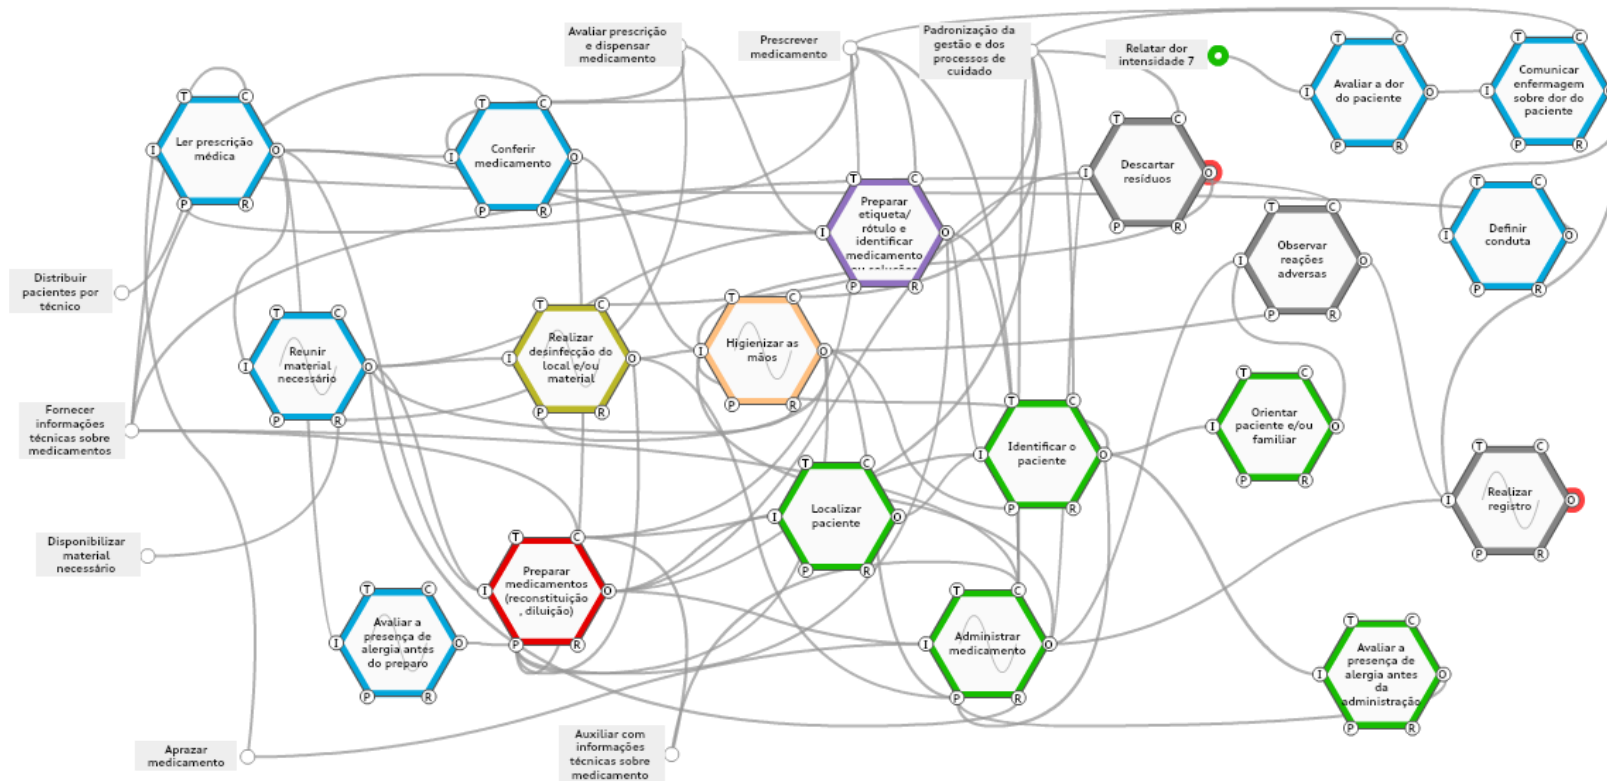 Avaliar prescrição
e dispensar
medicamento
Prescrever
medicamento
Padronização da
gestão e dos
processos de
cuidado
Relatar dor
intensidade 7
T
C
I
O
P
R
Avaliar a dor
do paciente
T
C
I
P
R
Comunicar
enfermagem
sobre dor do
paciente
T
C
I
O
P
R
Ler prescrição
médica
T
C
I
O
P
R
Conferir
medicamento
T
C
I
O
P
R
Descartar
resíduos
T
C
I
O
P
R
Preparar
etiqueta/
rótulo e
identificar
medicamento
ou soluções
T
C
I
O
P
R
Observar
reações
adversas
T
C
I
O
P
R
Definir
conduta
Distribuir
pacientes por
técnico
T
C
I
O
P
R
Reunir
material
necessário
T
C
I
O
P
R
Realizar
desinfecção do
local e/ou
material
T
C
I
O
P
R
Higienizar as
mãos
Fornecer
informações
técnicas sobre
medicamentos
T
C
I
O
P
R
Identificar o
paciente
T
C
I
O
P
R
Orientar
paciente e/ou
familiar
T
C
I
O
P
R
Localizar
paciente
T
C
I
O
P
R
Realizar
registro
Disponibilizar
material
necessário
T
C
I
O
P
R
Preparar
medicamentos
(reconstituição
, diluição)
T
C
I
O
P
R
Avaliar a
presença de
alergia antes
do preparo
T
C
I
O
P
R
Administrar
medicamento
T
C
I
O
P
R
Avaliar a
presença de
alergia antes
da
administração
Aprazar
medicamento
Auxiliar com
informações
técnicas sobre
medicamento